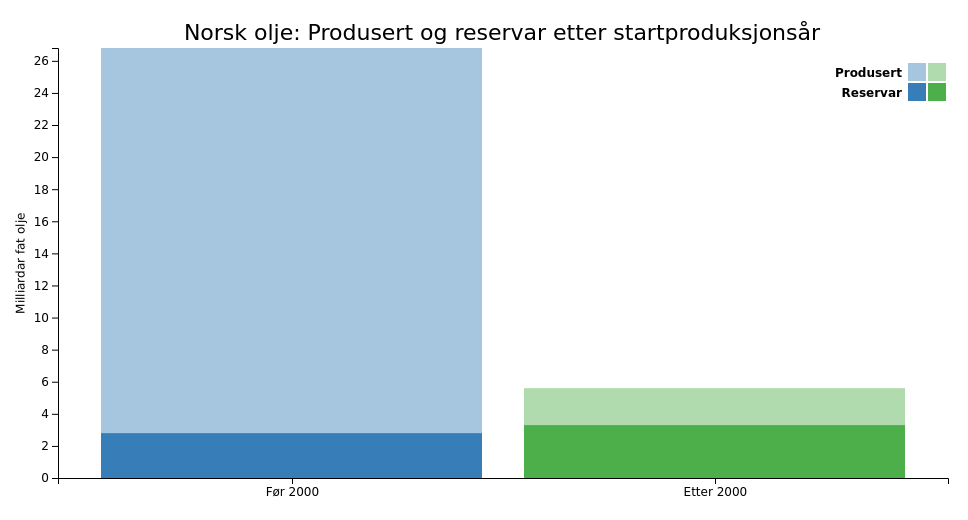 Norsk olje: Produsert og reservar etter startproduksjonsår
Produsert
Reservar
Milliardar fat olje
26
24
22
20
18
16
14
12
10
8
6
4
2
0
Før 2000
Etter 2000